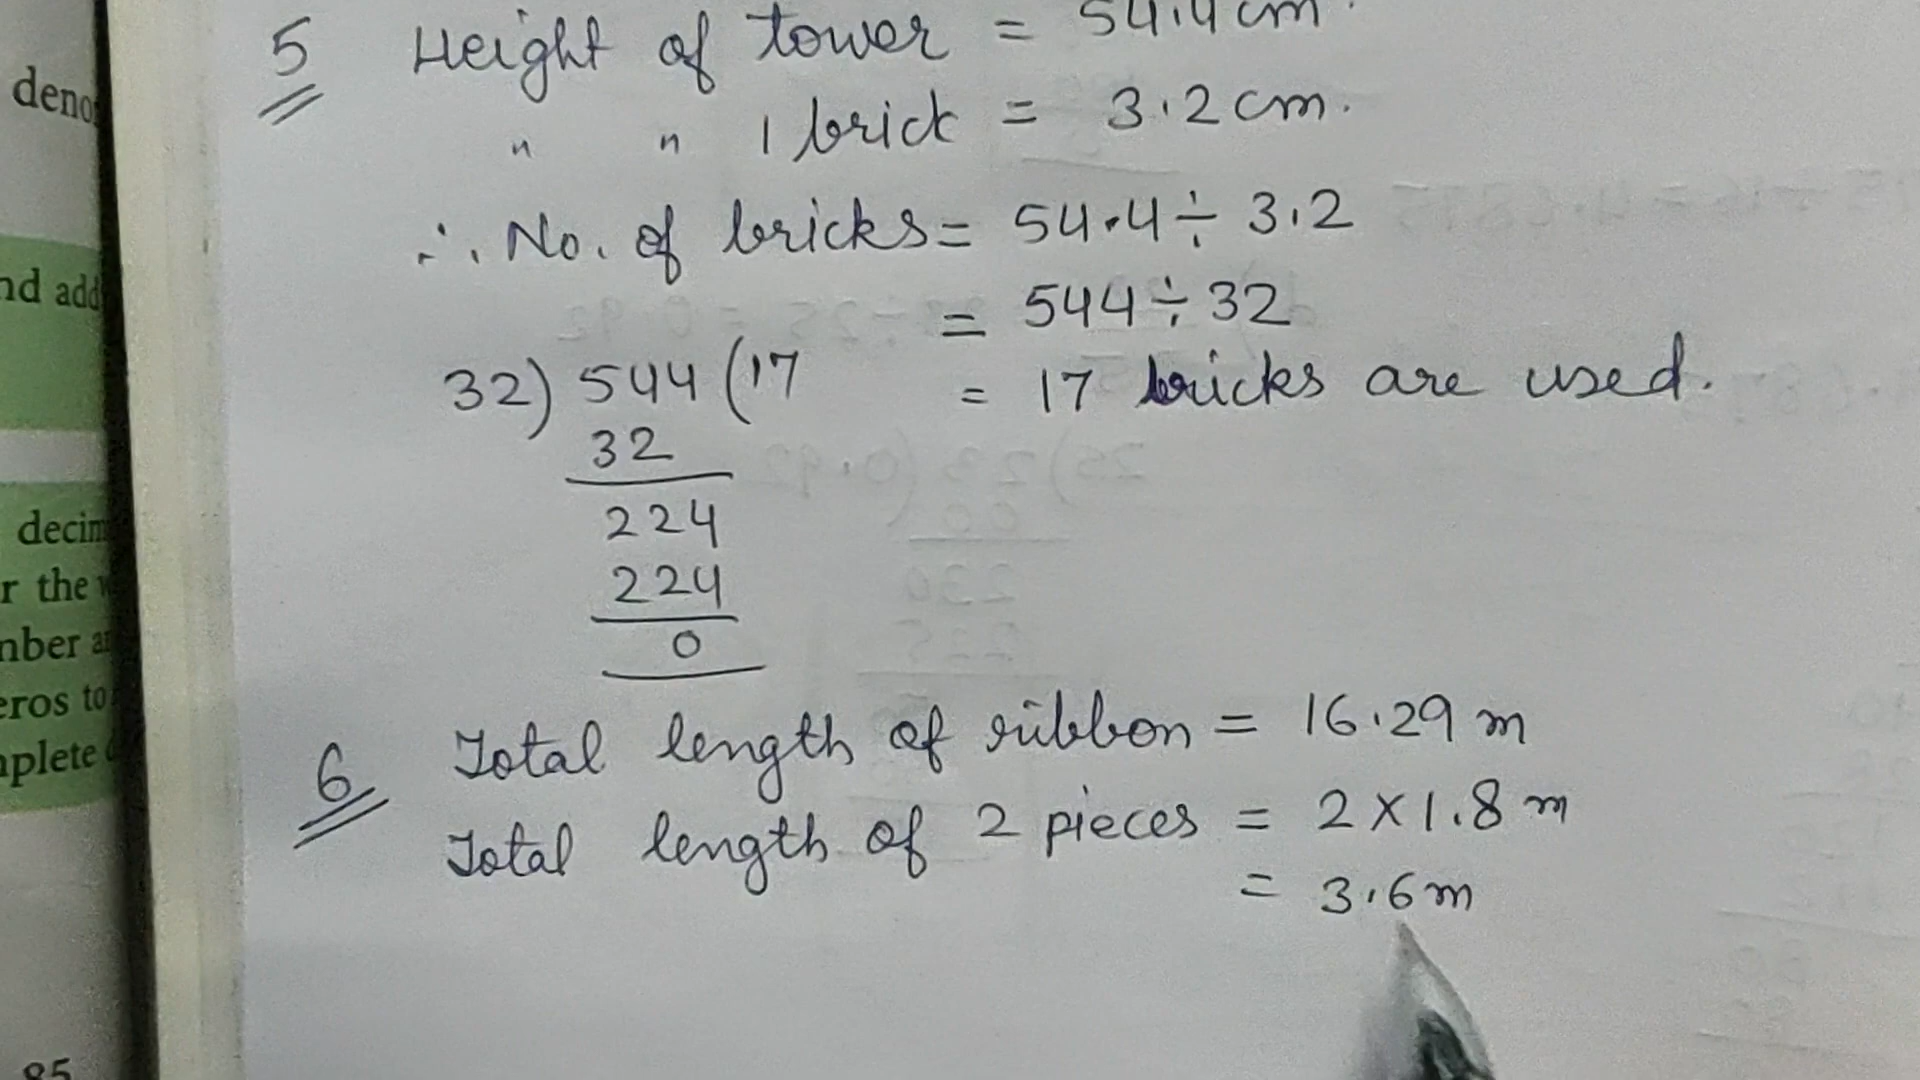 deno
nd add
decim
r the
mber a
eros to
mplete
85
5 Height of tower = 54.4 cm.
" " 1 brick = 3.2 cm.
∴ No. of bricks = 54.4 ÷ 3.2
= 544 ÷ 32
32) 544 (17 = 17 bricks are used.
32
224
224
0
6 Total length of ribbon = 16.29 m
Total length of 2 pieces = 2 × 1.8 m
= 3.6 m